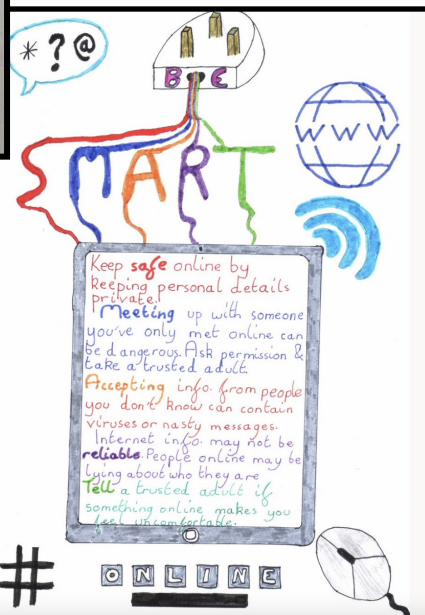 * ? @
BE
SMART
www
Keep safe online by
keeping personal details
private.
Meeting up with someone
you've only met online can
be dangerous. Ask permission &
take a trusted adult.
Accepting info. from people
you don't know can contain
viruses or nasty messages.
Internet info. may not be
reliable. People online may be
lying about who they are
Tell a trusted adult if
something online makes you
feel uncomfortable.
#
ONLINE